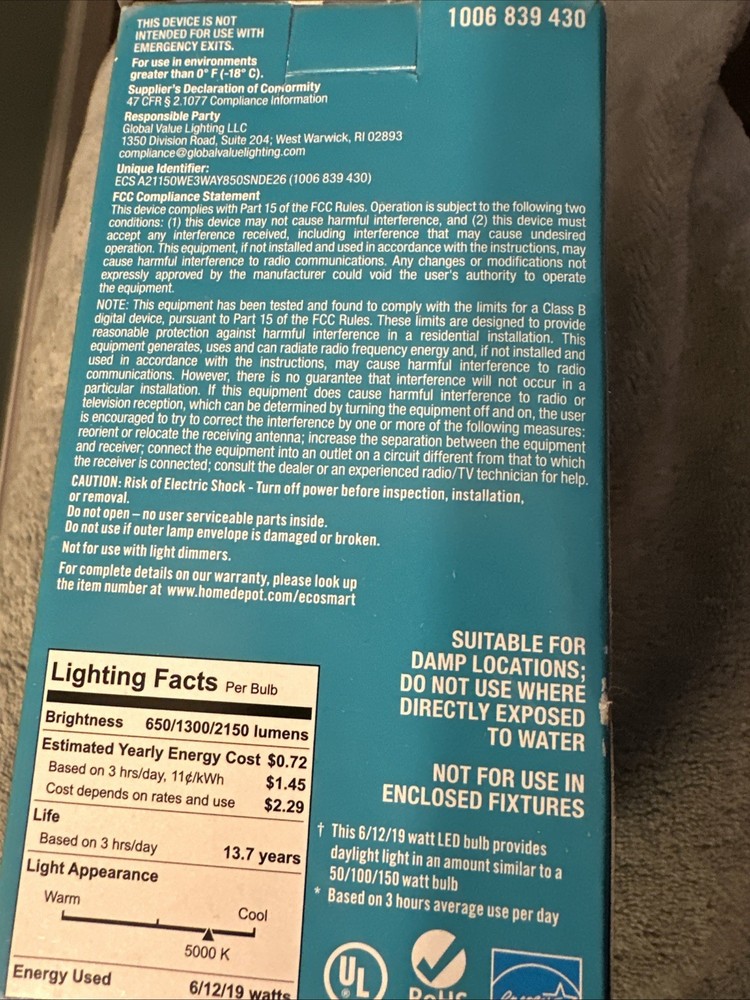 THIS DEVICE IS NOT
INTENDED FOR USE WITH
EMERGENCY EXITS.
1006 839 430
For use in environments
greater than 0° F (-18° C).
Supplier's Declaration of Conformity
47 CFR § 2.1077 Compliance Information
Responsible Party
Global Value Lighting LLC
1350 Division Road, Suite 204; West Warwick, RI 02893
compliance@globalvaluelighting.com
Unique Identifier:
ECS A21150WE3WAY850SNDE26 (1006 839 430)
FCC Compliance Statement
This device complies with Part 15 of the FCC Rules. Operation is subject to the following two
conditions: (1) this device may not cause harmful interference, and (2) this device must
accept any interference received, including interference that may cause undesired
operation. This equipment, if not installed and used in accordance with the instructions, may
cause harmful interference to radio communications. Any changes or modifications not
expressly approved by the manufacturer could void the user's authority to operate
the equipment.
NOTE: This equipment has been tested and found to comply with the limits for a Class B
digital device, pursuant to Part 15 of the FCC Rules. These limits are designed to provide
reasonable protection against harmful interference in a residential installation. This
equipment generates, uses and can radiate radio frequency energy and, if not installed and
used in accordance with the instructions, may cause harmful interference to radio
communications. However, there is no guarantee that interference will not occur in a
particular installation. If this equipment does cause harmful interference to radio or
television reception, which can be determined by turning the equipment off and on, the user
is encouraged to try to correct the interference by one or more of the following measures:
reorient or relocate the receiving antenna; increase the separation between the equipment
and receiver; connect the equipment into an outlet on a circuit different from that to which
the receiver is connected; consult the dealer or an experienced radio/TV technician for help.
CAUTION: Risk of Electric Shock - Turn off power before inspection, installation,
or removal.
Do not open – no user serviceable parts inside.
Do not use if outer lamp envelope is damaged or broken.
Not for use with light dimmers.
For complete details on our warranty, please look up
the item number at www.homedepot.com/ecosmart
SUITABLE FOR
DAMP LOCATIONS;
DO NOT USE WHERE
DIRECTLY EXPOSED
TO WATER
NOT FOR USE IN
ENCLOSED FIXTURES
† This 6/12/19 watt LED bulb provides
daylight light in an amount similar to a
50/100/150 watt bulb
* Based on 3 hours average use per day
Lighting Facts Per Bulb
Brightness 650/1300/2150 lumens
Estimated Yearly Energy Cost $0.72
Based on 3 hrs/day, 11¢/kWh $1.45
Cost depends on rates and use $2.29
Life
Based on 3 hrs/day 13.7 years
Light Appearance
Warm Cool
5000 K
Energy Used 6/12/19 watts
UL
RoHS